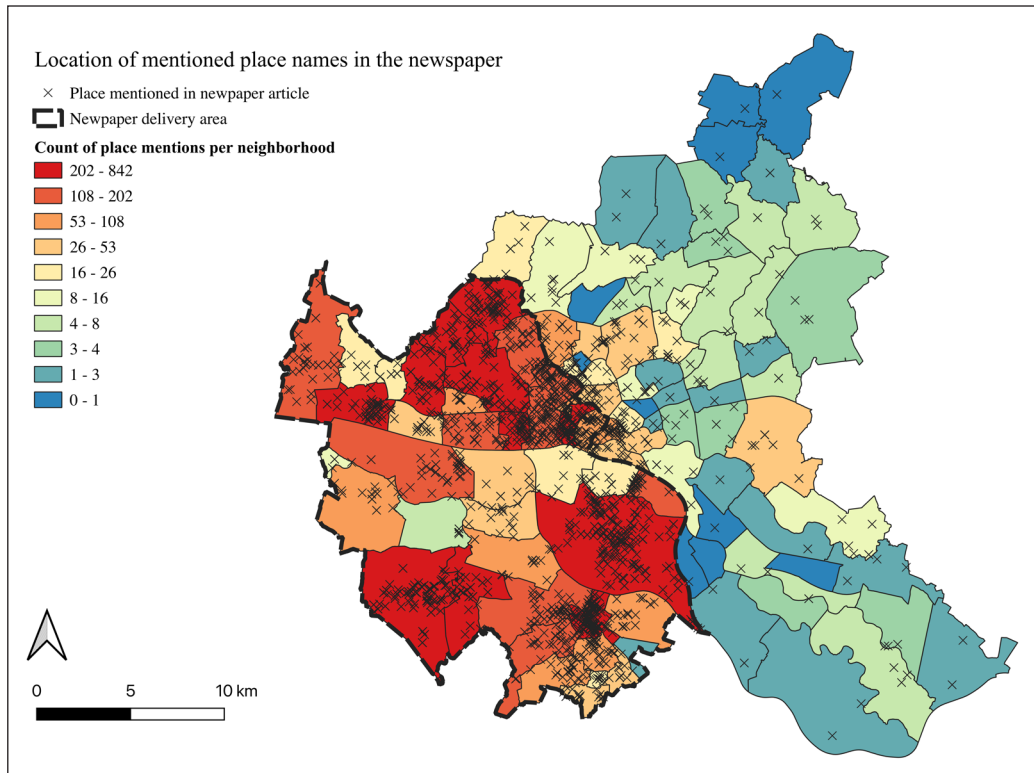 Location of mentioned place names in the newspaper
Place mentioned in newpaper article
Newpaper delivery area
Count of place mentions per neighborhood
202 - 842
108 - 202
53 - 108
26 - 53
16 - 26
8 - 16
4 - 8
3 - 4
1 - 3
0 - 1
0 5 10 km